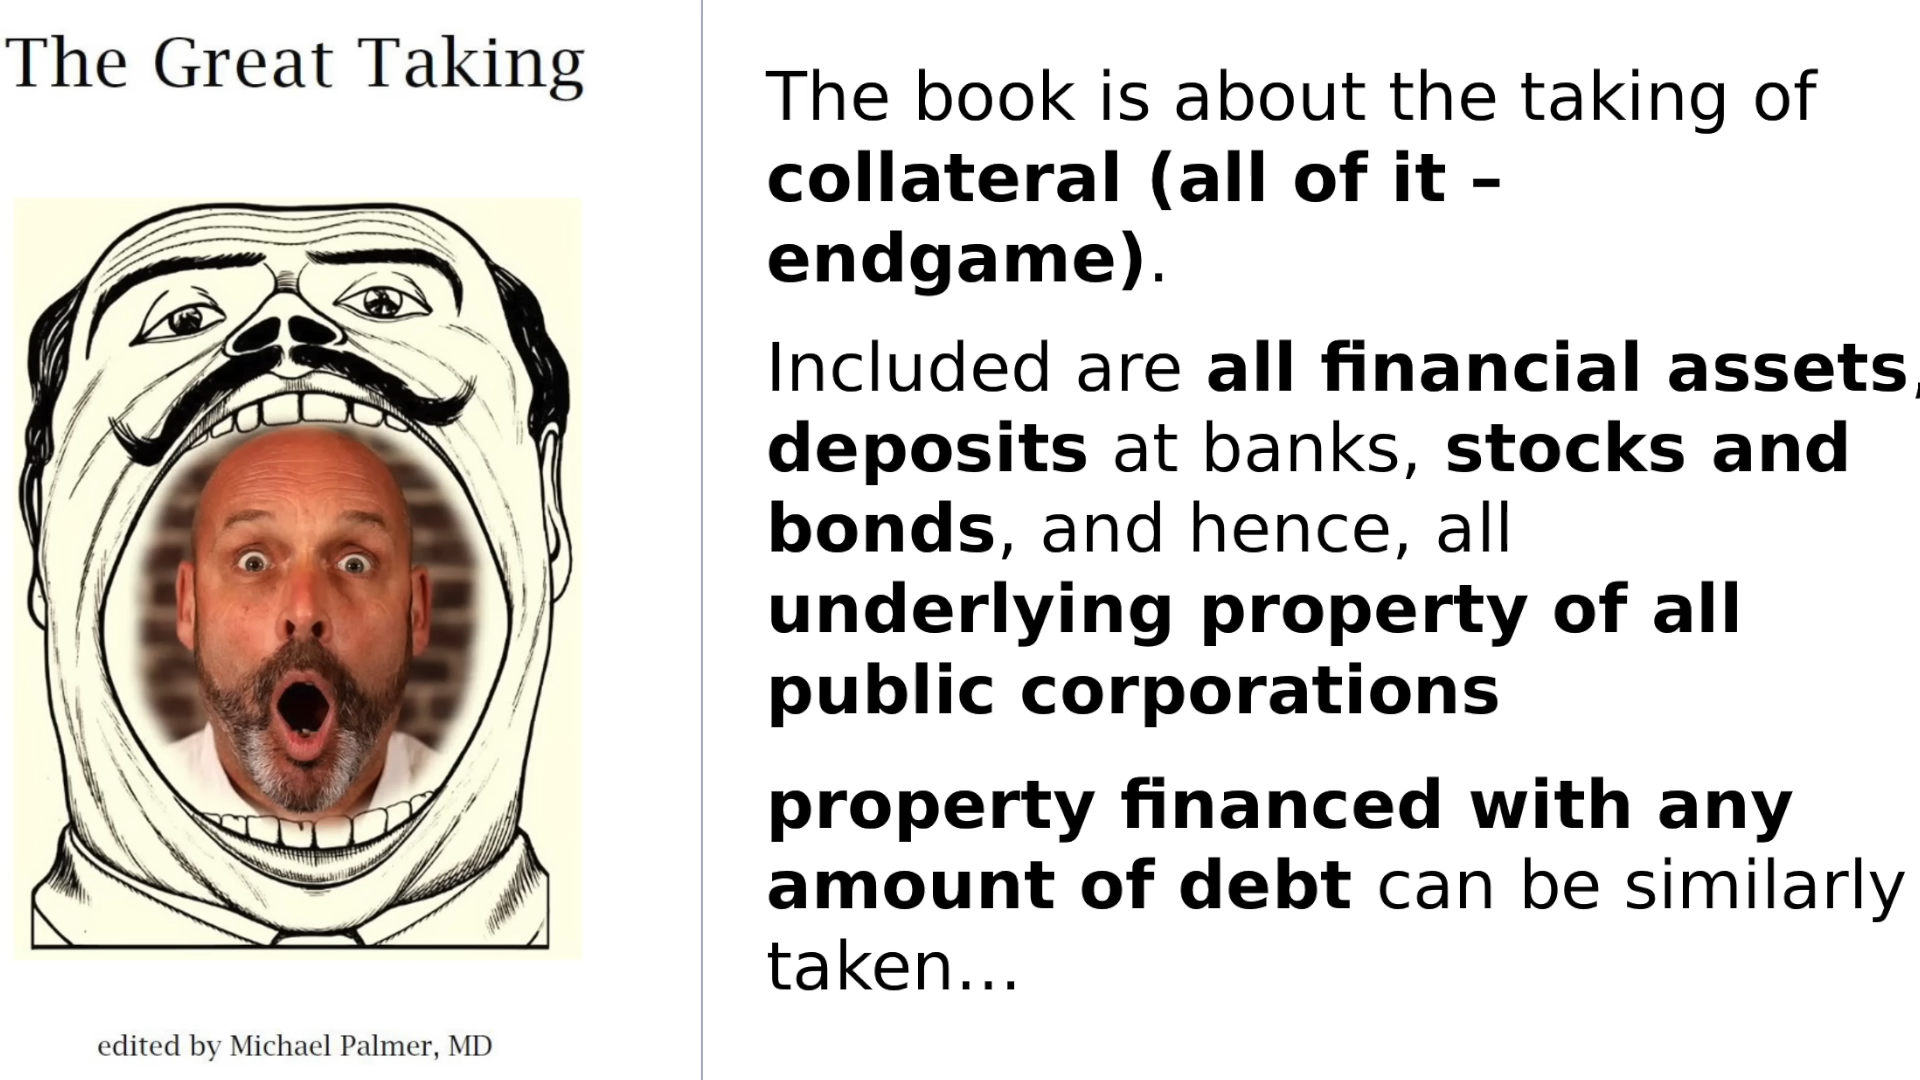 The Great Taking
edited by Michael Palmer, MD
The book is about the taking of
collateral (all of it –
endgame).
Included are all financial assets,
deposits at banks, stocks and
bonds, and hence, all
underlying property of all
public corporations
property financed with any
amount of debt can be similarly
taken...